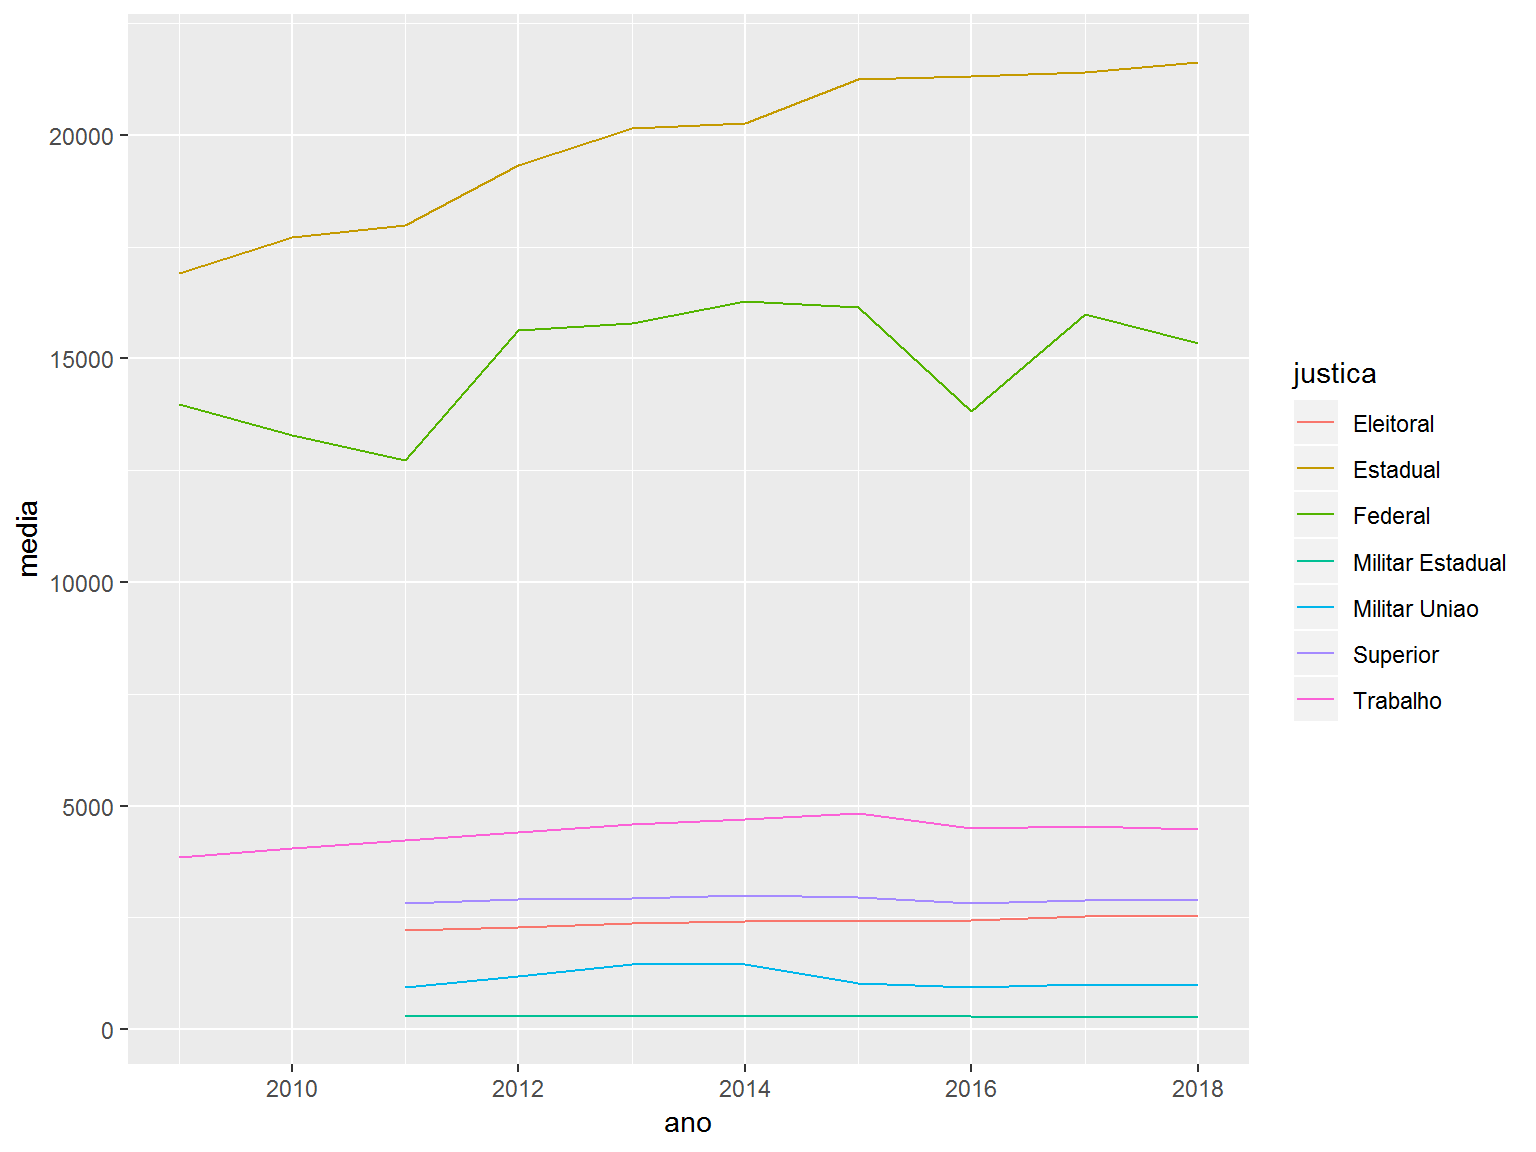 20000
15000
10000
5000
0
media
2010 2012 2014 2016 2018
ano
justica
Eleitoral
Estadual
Federal
Militar Estadual
Militar Uniao
Superior
Trabalho